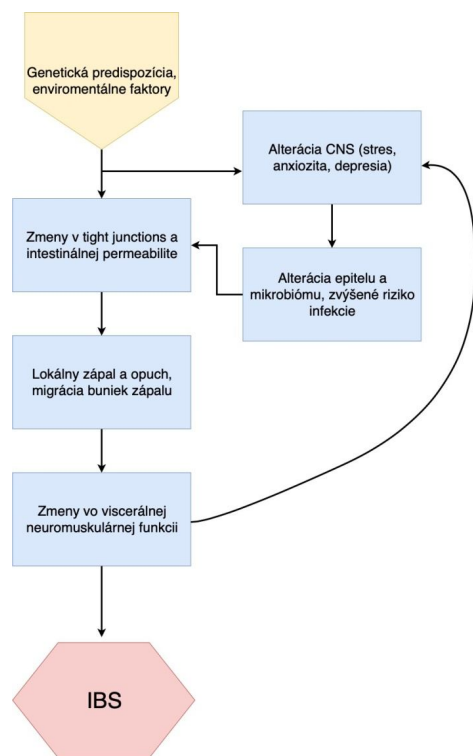 Genetická predispozícia,
enviromentálne faktory
Alterácia CNS (stres,
anxiozita, depresia)
Zmeny v tight junctions a
intestinálnej permeabilite
Alterácia epitelu a
mikrobiómu, zvýšené riziko
infekcie
Lokálny zápal a opuch,
migrácia buniek zápalu
Zmeny vo viscerálnej
neuromuskulárnej funkcii
IBS